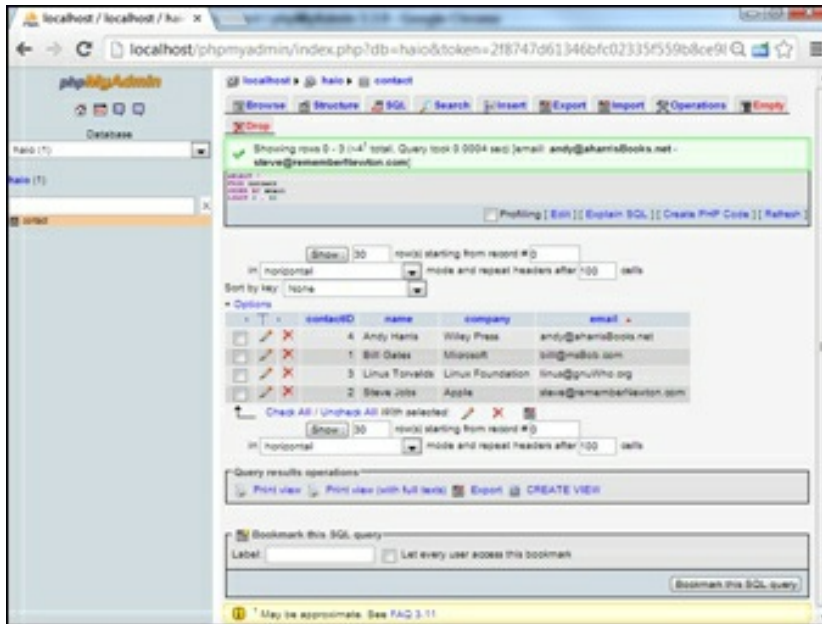 localhost / localhost / hai
localhost/phpmyadmin/index.php?db=haio&token=2f8747d61346bfc02335f559b8ce9
phpMyAdmin
Database
haio (1)
haio (1)
contact
localhost haio contact
Browse Structure SQL Search Insert Export Import Operations Empty
Drop
Showing rows 0 - 3 (~4¹ total, Query took 0.0004 sec) [email: andy@aharrisBooks.net -
steve@rememberNewton.com]
SELECT *
Profiling [ Edit ] [ Explain SQL ] [ Create PHP Code ] [ Refresh ]
Show : 30 row(s) starting from record # 0
in horizontal mode and repeat headers after 100 cells
Sort by key: None
+ Options
contactID name company email
4 Andy Harris Wiley Press andy@aharrisBooks.net
1 Bill Gates Microsoft bill@msBob.com
3 Linus Torvalds Linux Foundation linus@gnuWho.org
2 Steve Jobs Apple steve@rememberNewton.com
Check All / Uncheck All With selected:
Show : 30 row(s) starting from record # 0
in horizontal mode and repeat headers after 100 cells
Query results operations
Print view Print view (with full texts) Export CREATE VIEW
Bookmark this SQL query
Label: Let every user access this bookmark
Bookmark this SQL query
¹ May be approximate. See FAQ 3.11